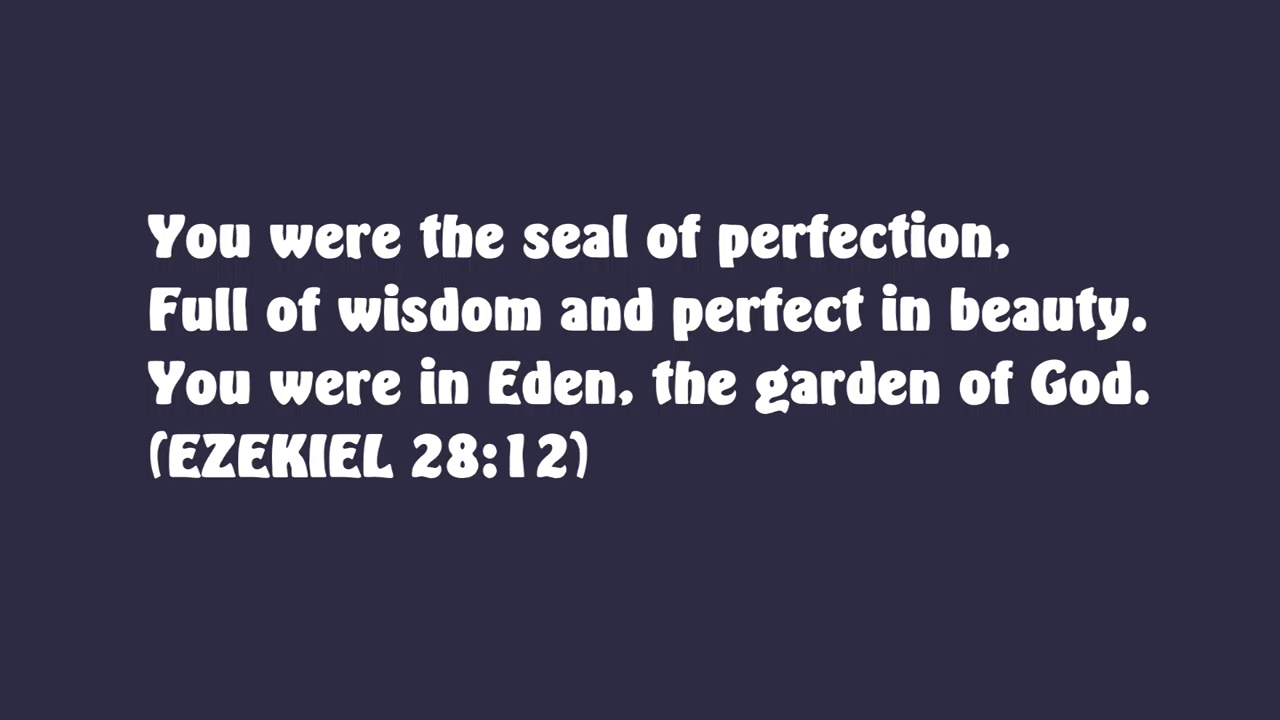 You were the seal of perfection,
Full of wisdom and perfect in beauty.
You were in Eden, the garden of God.
(EZEKIEL 28:12)